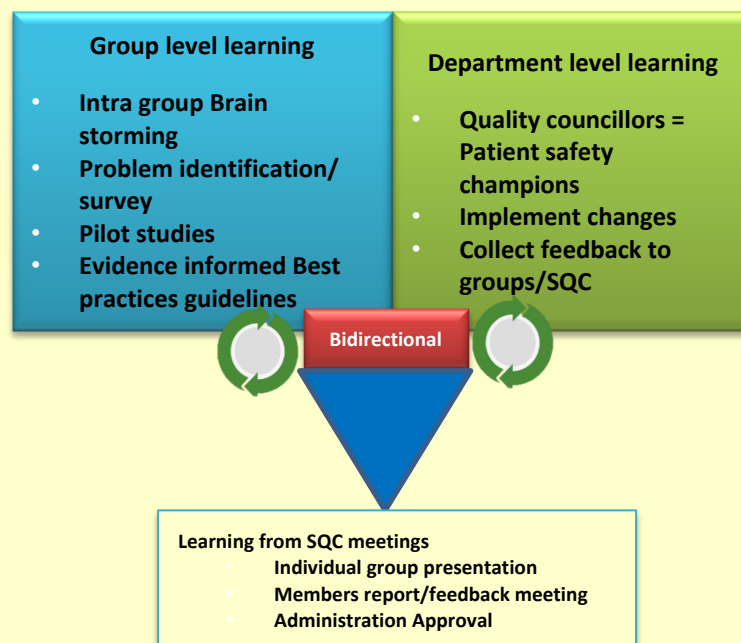 Group level learning
• Intra group Brain
storming
• Problem identification/
survey
• Pilot studies
• Evidence informed Best
practices guidelines
Department level learning
• Quality councillors =
Patient safety
champions
• Implement changes
• Collect feedback to
groups/SQC
Bidirectional
Learning from SQC meetings
• Individual group presentation
• Members report/feedback meeting
• Administration Approval